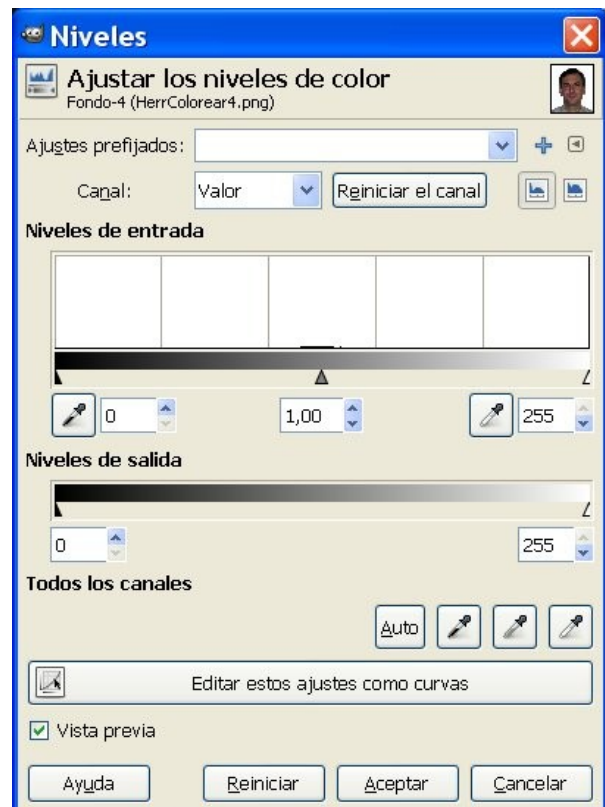 Niveles
Ajustar los niveles de color
Fondo-4 (HerrColorear4.png)
Ajustes prefijados:
Canal: Valor Reiniciar el canal
Niveles de entrada
0 1,00 255
Niveles de salida
0 255
Todos los canales
Auto
Editar estos ajustes como curvas
Vista previa
Ayuda Reiniciar Aceptar Cancelar